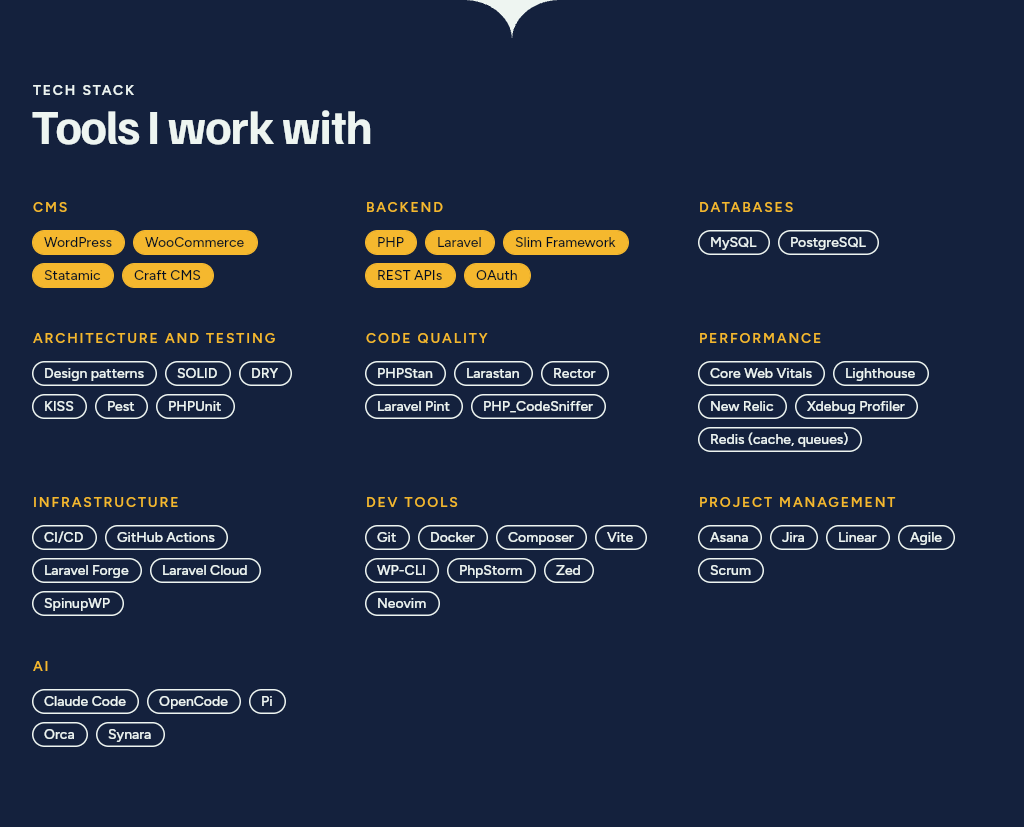 TECH STACK
Tools I work with
CMS
WordPress WooCommerce
Statamic Craft CMS
BACKEND
PHP Laravel Slim Framework
REST APIs OAuth
DATABASES
MySQL PostgreSQL
ARCHITECTURE AND TESTING
Design patterns SOLID DRY
KISS Pest PHPUnit
CODE QUALITY
PHPStan Larastan Rector
Laravel Pint PHP_CodeSniffer
PERFORMANCE
Core Web Vitals Lighthouse
New Relic Xdebug Profiler
Redis (cache, queues)
INFRASTRUCTURE
CI/CD GitHub Actions
Laravel Forge Laravel Cloud
SpinupWP
DEV TOOLS
Git Docker Composer Vite
WP-CLI PhpStorm Zed
Neovim
PROJECT MANAGEMENT
Asana Jira Linear Agile
Scrum
AI
Claude Code OpenCode Pi
Orca Synara